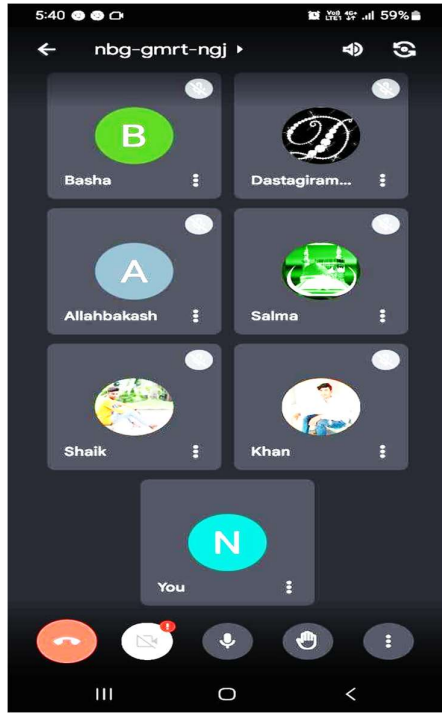 5:40 59%
nbg-gmrt-ngj
B D
Basha Dastagiram...
A
Allahbakash Salma
Shaik Khan
N
You